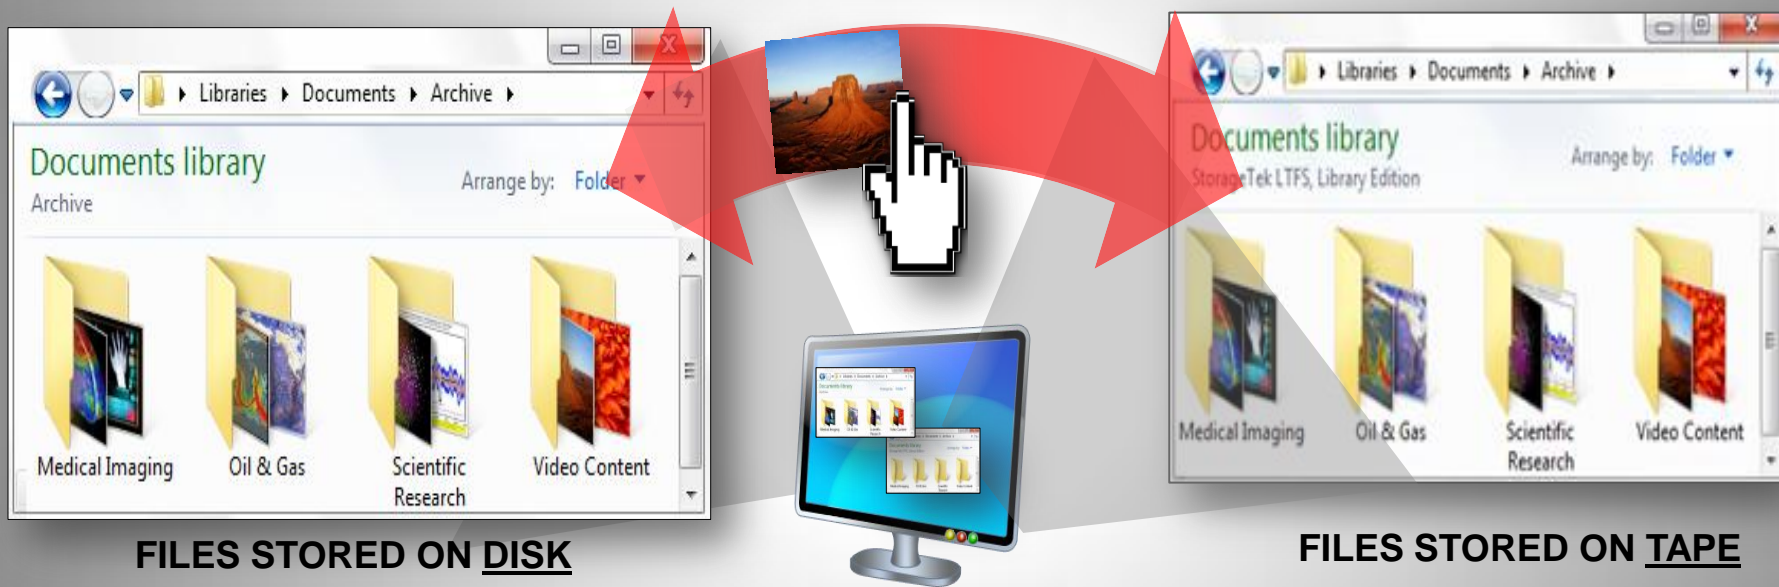 Libraries Documents Archive
Documents library
Archive
Arrange by: Folder
Medical Imaging
Oil & Gas
Scientific
Research
Video Content
FILES STORED ON DISK
Libraries Documents Archive
Documents library
StorageTek LTFS, Library Edition
Arrange by: Folder
Medical Imaging
Oil & Gas
Scientific
Research
Video Content
FILES STORED ON TAPE